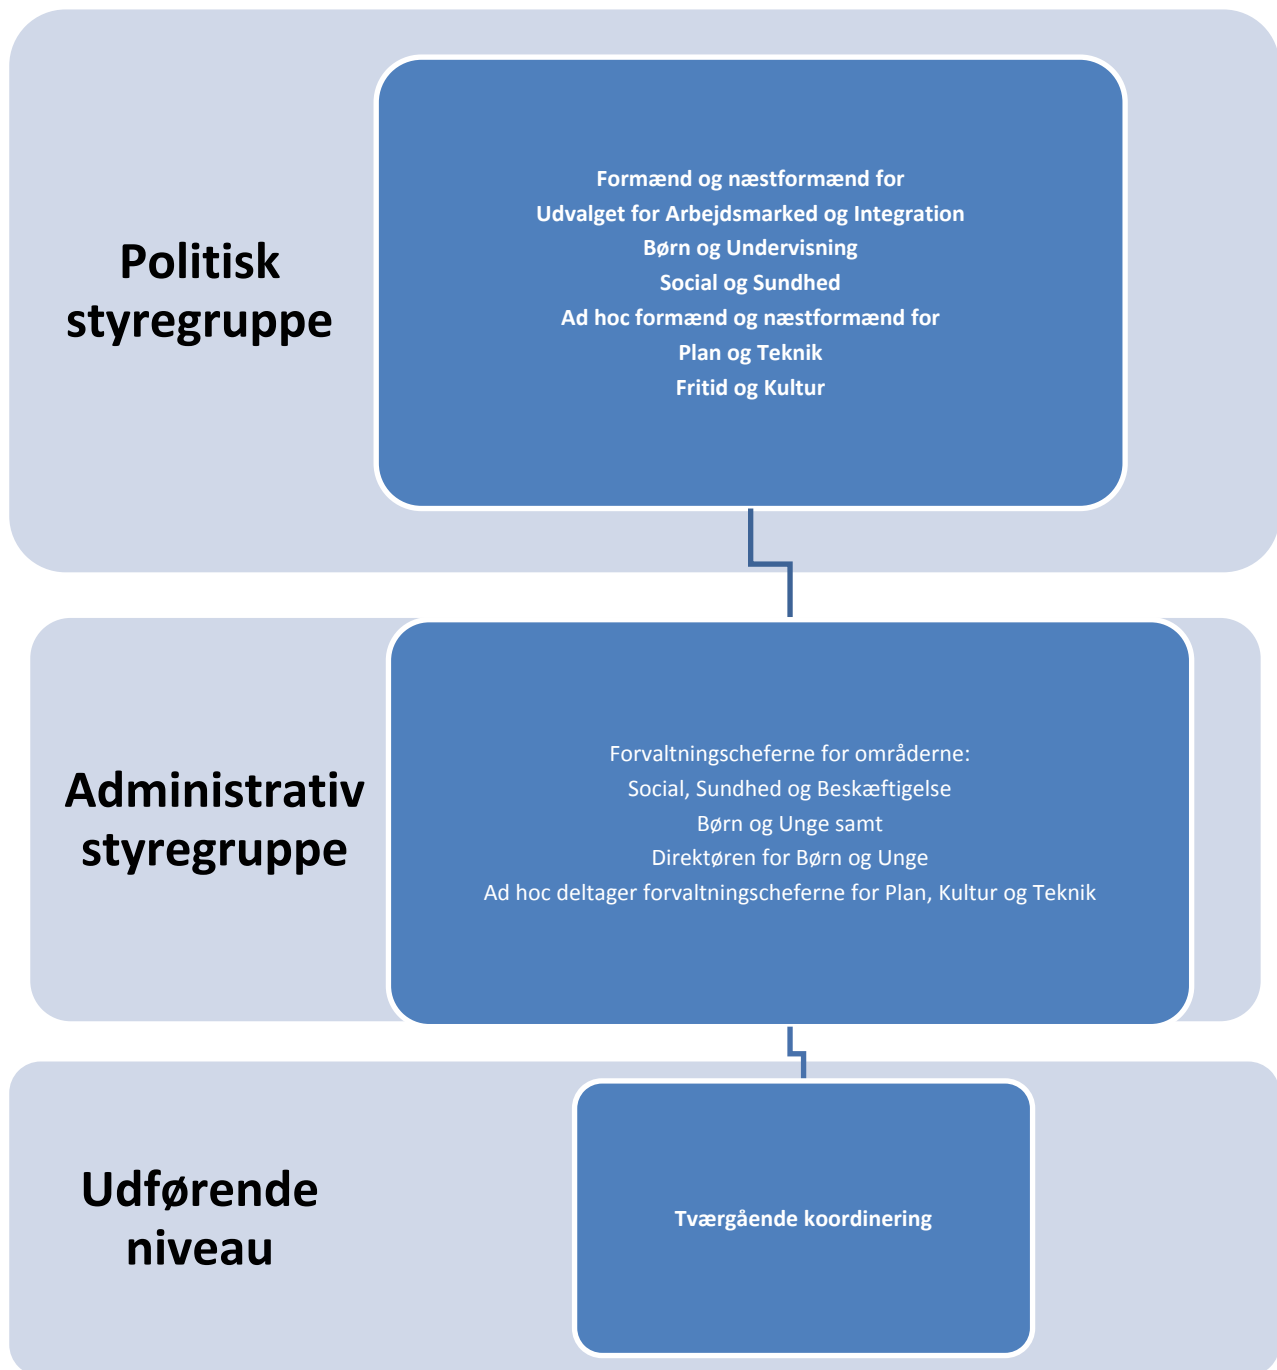 Politisk
styregruppe
Formænd og næstformænd for
Udvalget for Arbejdsmarked og Integration
Børn og Undervisning
Social og Sundhed
Ad hoc formænd og næstformænd for
Plan og Teknik
Fritid og Kultur
Administrativ
styregruppe
Forvaltningscheferne for områderne:
Social, Sundhed og Beskæftigelse
Børn og Unge samt
Direktøren for Børn og Unge
Ad hoc deltager forvaltningscheferne for Plan, Kultur og Teknik
Udførende
niveau
Tværgående koordinering